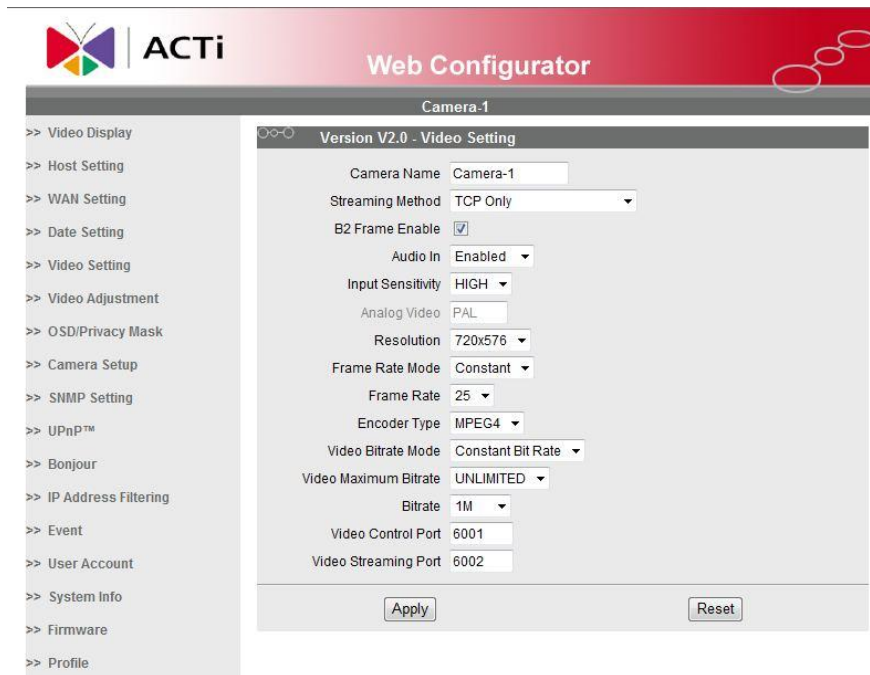 ACTi
Web Configurator
Camera-1
>> Video Display
>> Host Setting
>> WAN Setting
>> Date Setting
>> Video Setting
>> Video Adjustment
>> OSD/Privacy Mask
>> Camera Setup
>> SNMP Setting
>> UPnP™
>> Bonjour
>> IP Address Filtering
>> Event
>> User Account
>> System Info
>> Firmware
>> Profile
Version V2.0 - Video Setting
Camera Name Camera-1
Streaming Method TCP Only
B2 Frame Enable
Audio In Enabled
Input Sensitivity HIGH
Analog Video PAL
Resolution 720x576
Frame Rate Mode Constant
Frame Rate 25
Encoder Type MPEG4
Video Bitrate Mode Constant Bit Rate
Video Maximum Bitrate UNLIMITED
Bitrate 1M
Video Control Port 6001
Video Streaming Port 6002
Apply Reset